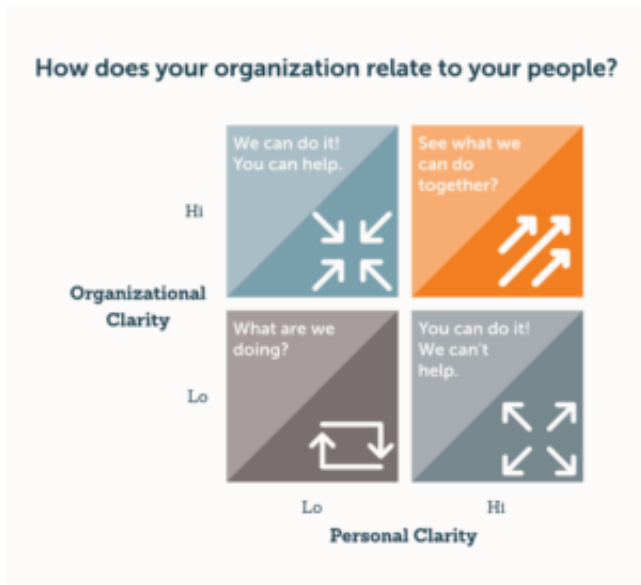 How does your organization relate to your people?
We can do it!
You can help.
See what we
can do
together?
Hi
Organizational
Clarity
What are we
doing?
You can do it!
We can't
help.
Lo
Lo
Hi
Personal Clarity